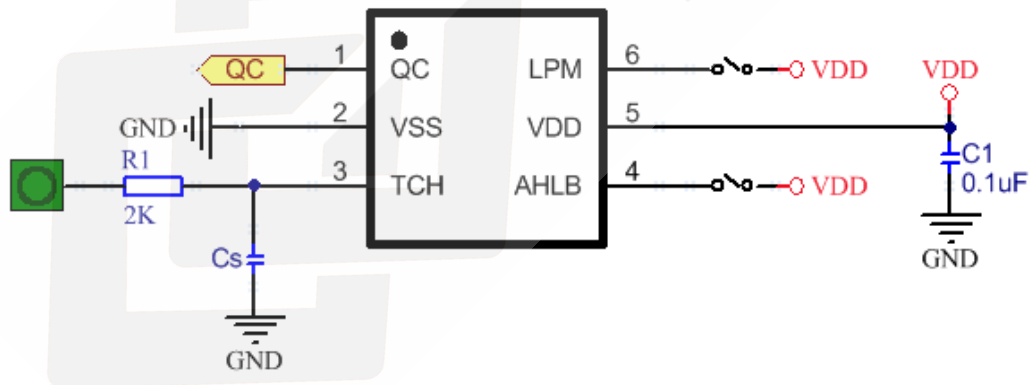 QC
1
QC
GND
2
VSS
R1
2K
3
TCH
Cs
GND
LPM
6
VDD
VDD
5
AHLB
4
VDD
VDD
C1
0.1uF
GND